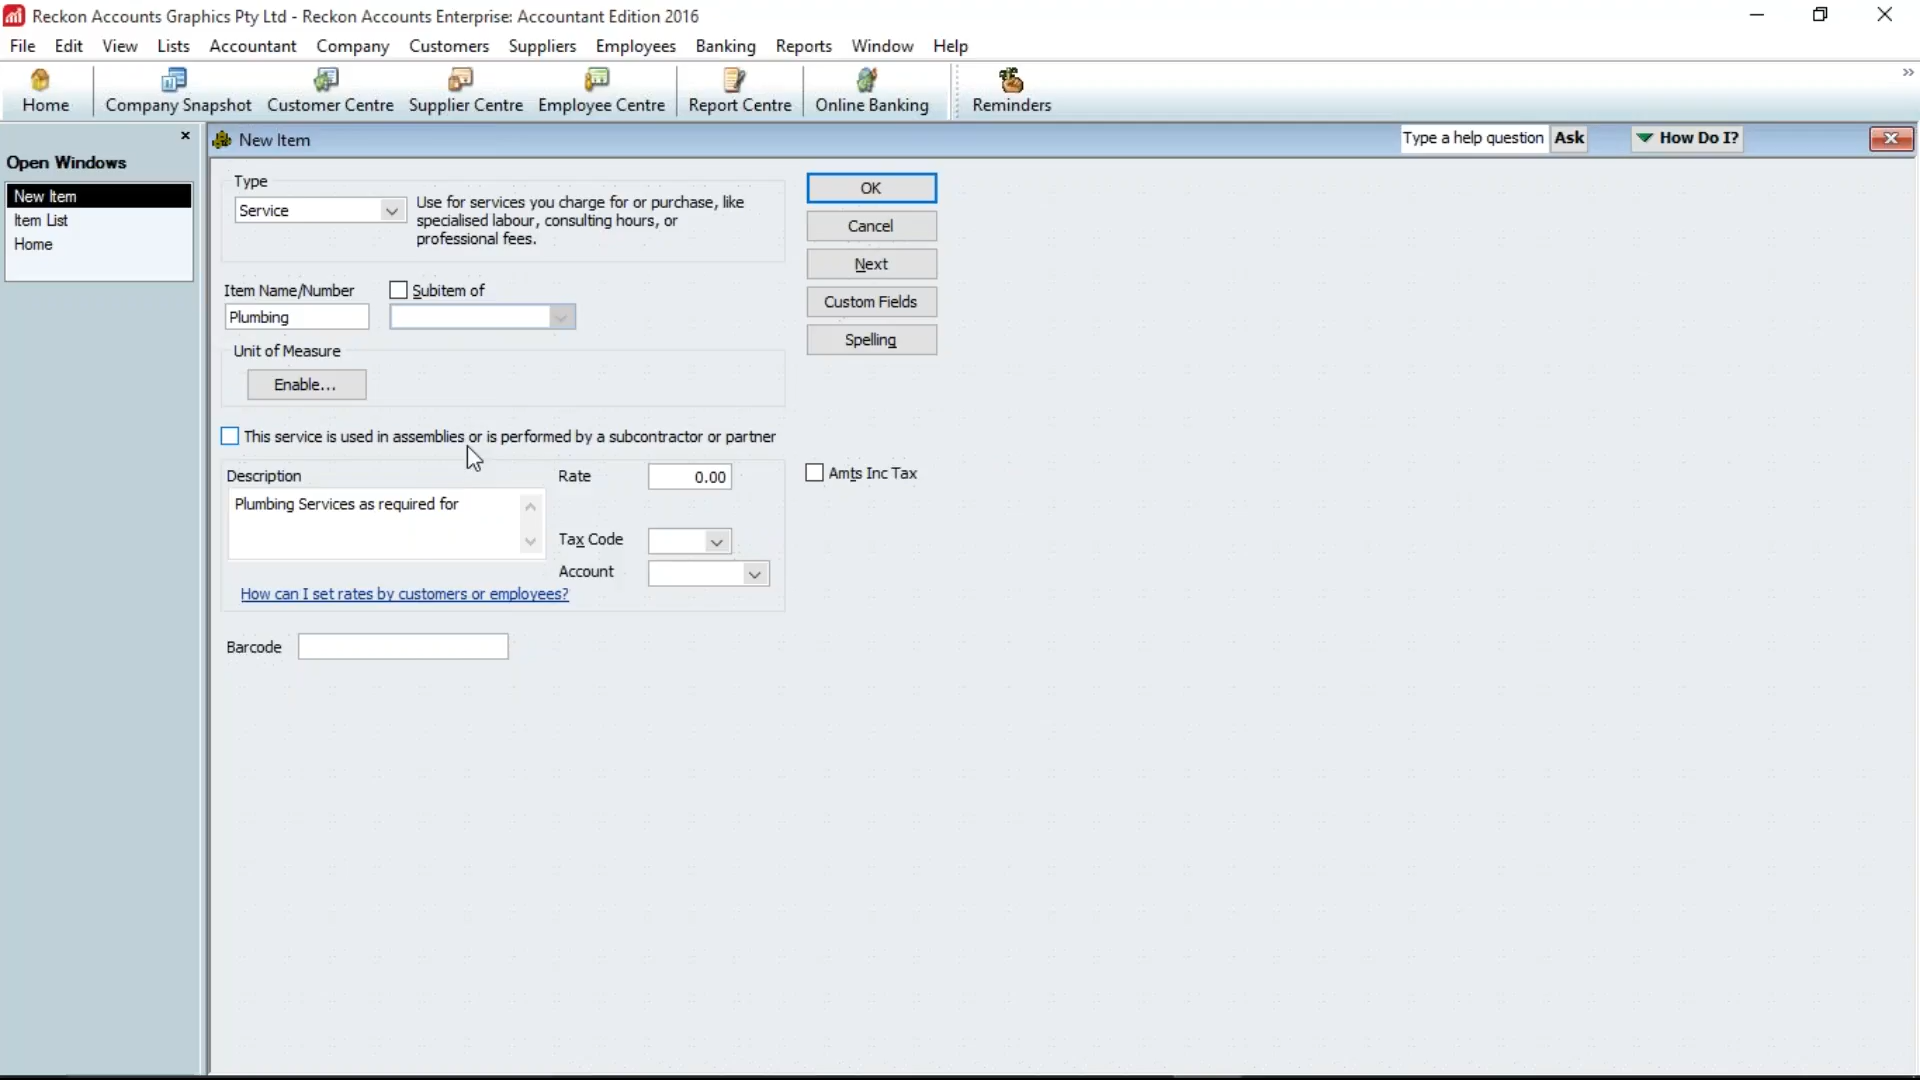 Reckon Accounts Graphics Pty Ltd - Reckon Accounts Enterprise: Accountant Edition 2016
File Edit View Lists Accountant Company Customers Suppliers Employees Banking Reports Window Help
Home Company Snapshot Customer Centre Supplier Centre Employee Centre Report Centre Online Banking Reminders
Open Windows
New Item
Item List
Home
New Item Type a help question Ask How Do I?
Type
Service
Use for services you charge for or purchase, like
specialised labour, consulting hours, or
professional fees.
OK
Cancel
Next
Custom Fields
Spelling
Item Name/Number Subitem of
Plumbing
Unit of Measure
Enable...
This service is used in assemblies or is performed by a subcontractor or partner
Description Rate 0.00 Amts Inc Tax
Plumbing Services as required for
Tax Code
Account
How can I set rates by customers or employees?
Barcode